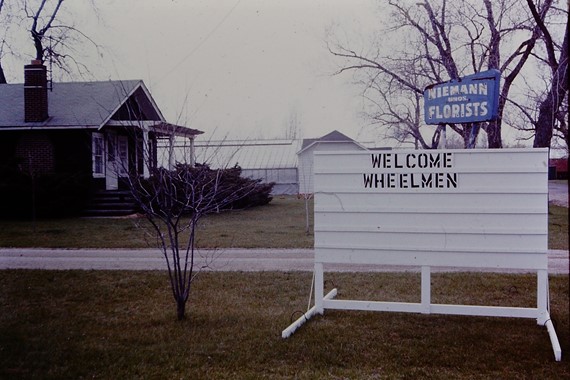 NIEMANN
BROS.
FLORISTS
WELCOME
WHEELMEN